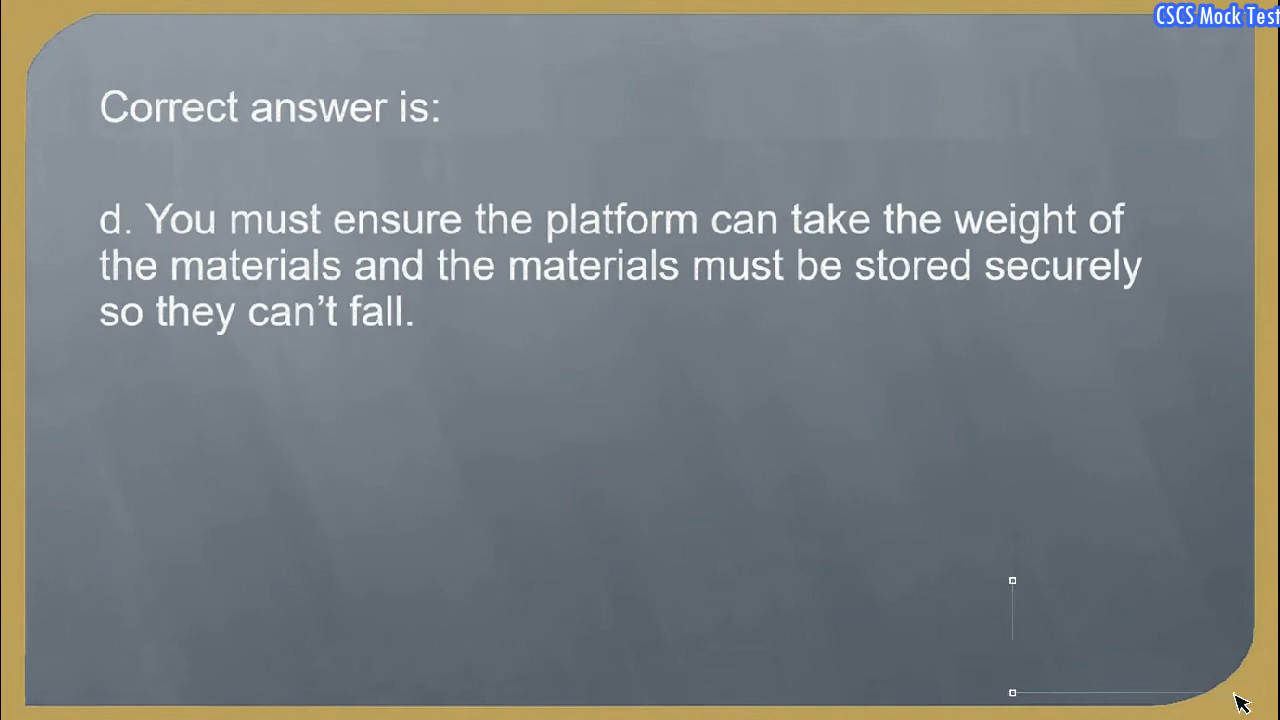 CSCS Mock Test
Correct answer is:
d. You must ensure the platform can take the weight of
the materials and the materials must be stored securely
so they can’t fall.